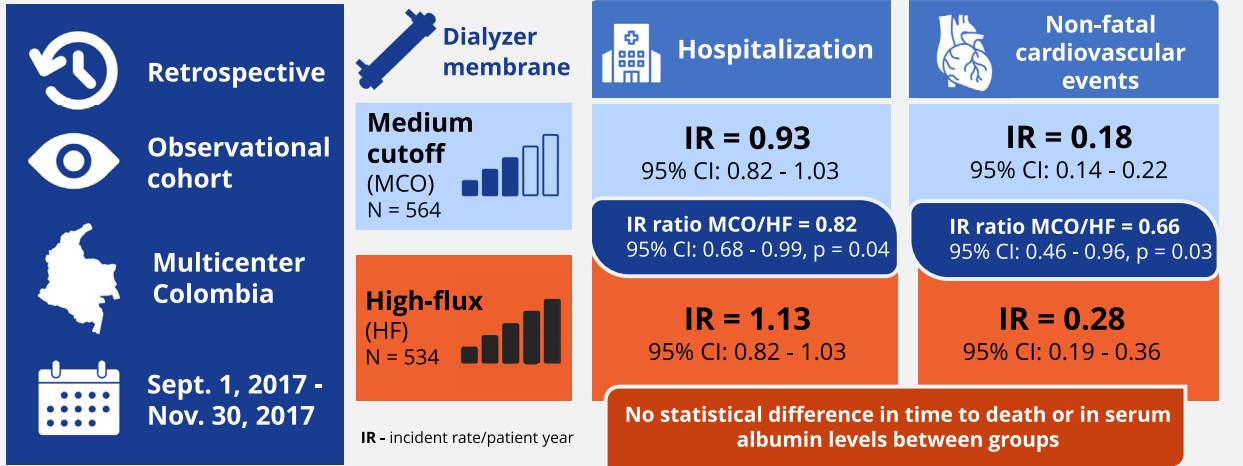 Retrospective
Observational
cohort
Multicenter
Colombia
Sept. 1, 2017 -
Nov. 30, 2017
Dialyzer
membrane
Medium
cutoff
(MCO)
N = 564
High-flux
(HF)
N = 534
IR - incident rate/patient year
Hospitalization
IR = 0.93
95% CI: 0.82 - 1.03
IR ratio MCO/HF = 0.82
95% CI: 0.68 - 0.99, p = 0.04
IR = 1.13
95% CI: 0.82 - 1.03
Non-fatal
cardiovascular
events
IR = 0.18
95% CI: 0.14 - 0.22
IR ratio MCO/HF = 0.66
95% CI: 0.46 - 0.96, p = 0.03
IR = 0.28
95% CI: 0.19 - 0.36
No statistical difference in time to death or in serum
albumin levels between groups